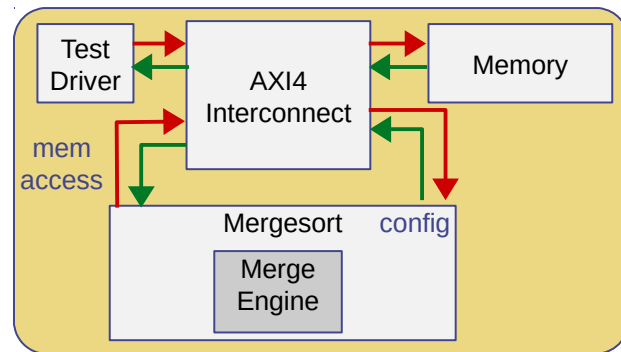 Test
Driver
AXI4
Interconnect
Memory
mem
access
Mergesort
config
Merge
Engine